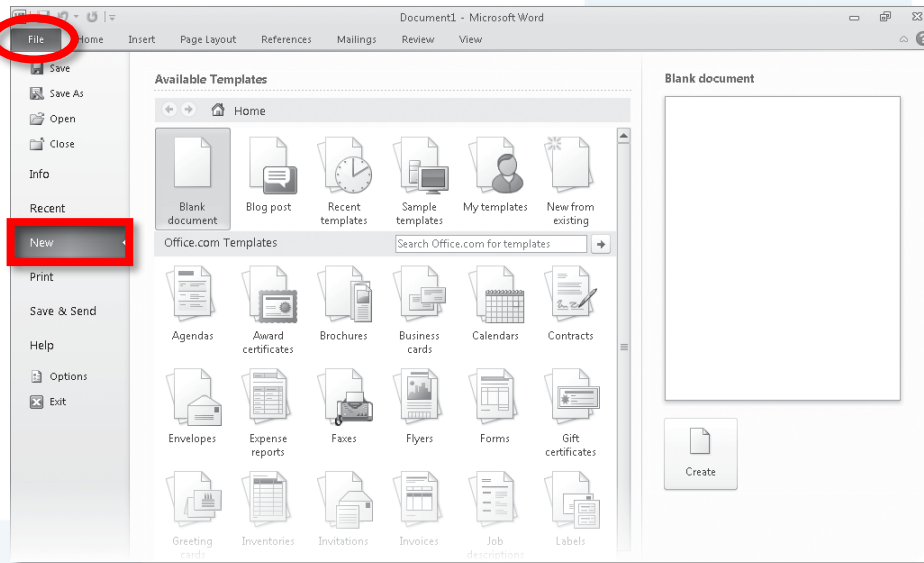 Document1 - Microsoft Word
File Home Insert Page Layout References Mailings Review View
Save
Save As
Open
Close
Info
Recent
New
Print
Save & Send
Help
Options
Exit
Available Templates
Home
Blank document
Blog post
Recent templates
Sample templates
My templates
New from existing
Office.com Templates
Search Office.com for templates
Agendas
Award certificates
Brochures
Business cards
Calendars
Contracts
Envelopes
Expense reports
Faxes
Flyers
Forms
Gift certificates
Greeting cards
Inventories
Invitations
Invoices
Job descriptions
Labels
Blank document
Create